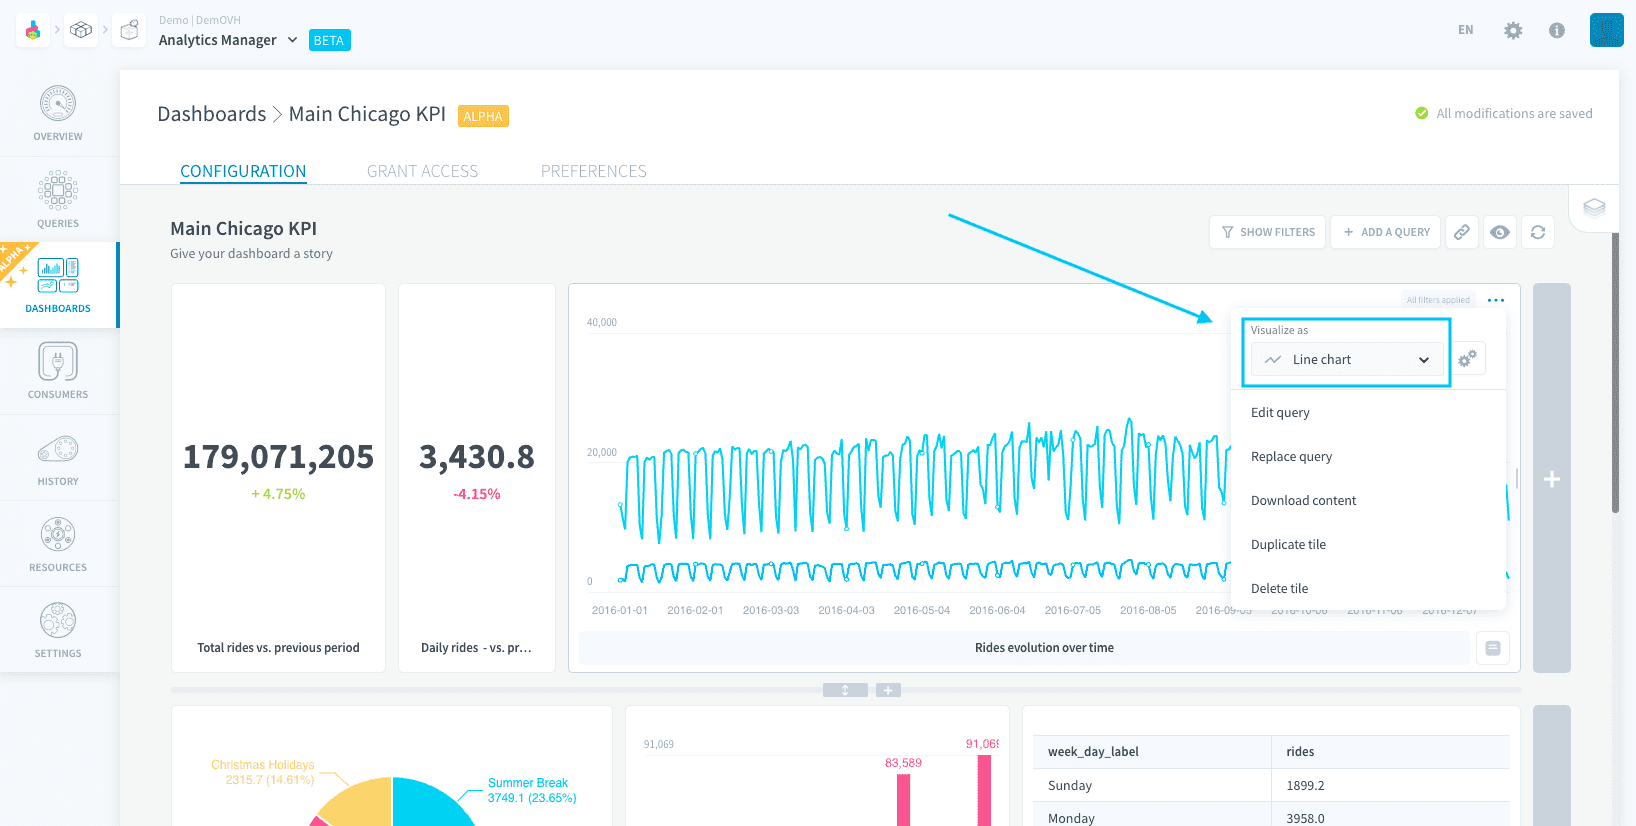 Demo | DemOVH
Analytics Manager
BETA
EN
OVERVIEW
QUERIES
ALPHA
DASHBOARDS
CONSUMERS
HISTORY
RESOURCES
SETTINGS
Dashboards > Main Chicago KPI
ALPHA
All modifications are saved
CONFIGURATION
GRANT ACCESS
PREFERENCES
Main Chicago KPI
Give your dashboard a story
SHOW FILTERS
+ ADD A QUERY
179,071,205
+ 4.75%
Total rides vs. previous period
3,430.8
-4.15%
Daily rides - vs. pr...
All filters applied
40,000
20,000
0
2016-01-01
2016-02-01
2016-03-03
2016-04-03
2016-05-04
2016-06-04
2016-07-05
2016-08-05
2016-09-05
2016-10-06
2016-11-06
2016-12-07
Rides evolution over time
Visualize as
Line chart
Edit query
Replace query
Download content
Duplicate tile
Delete tile
Christmas Holidays
2315.7 (14.61%)
Summer Break
3749.1 (23.65%)
91,069
83,589
91,069
week_day_label rides
Sunday 1899.2
Monday 3958.0